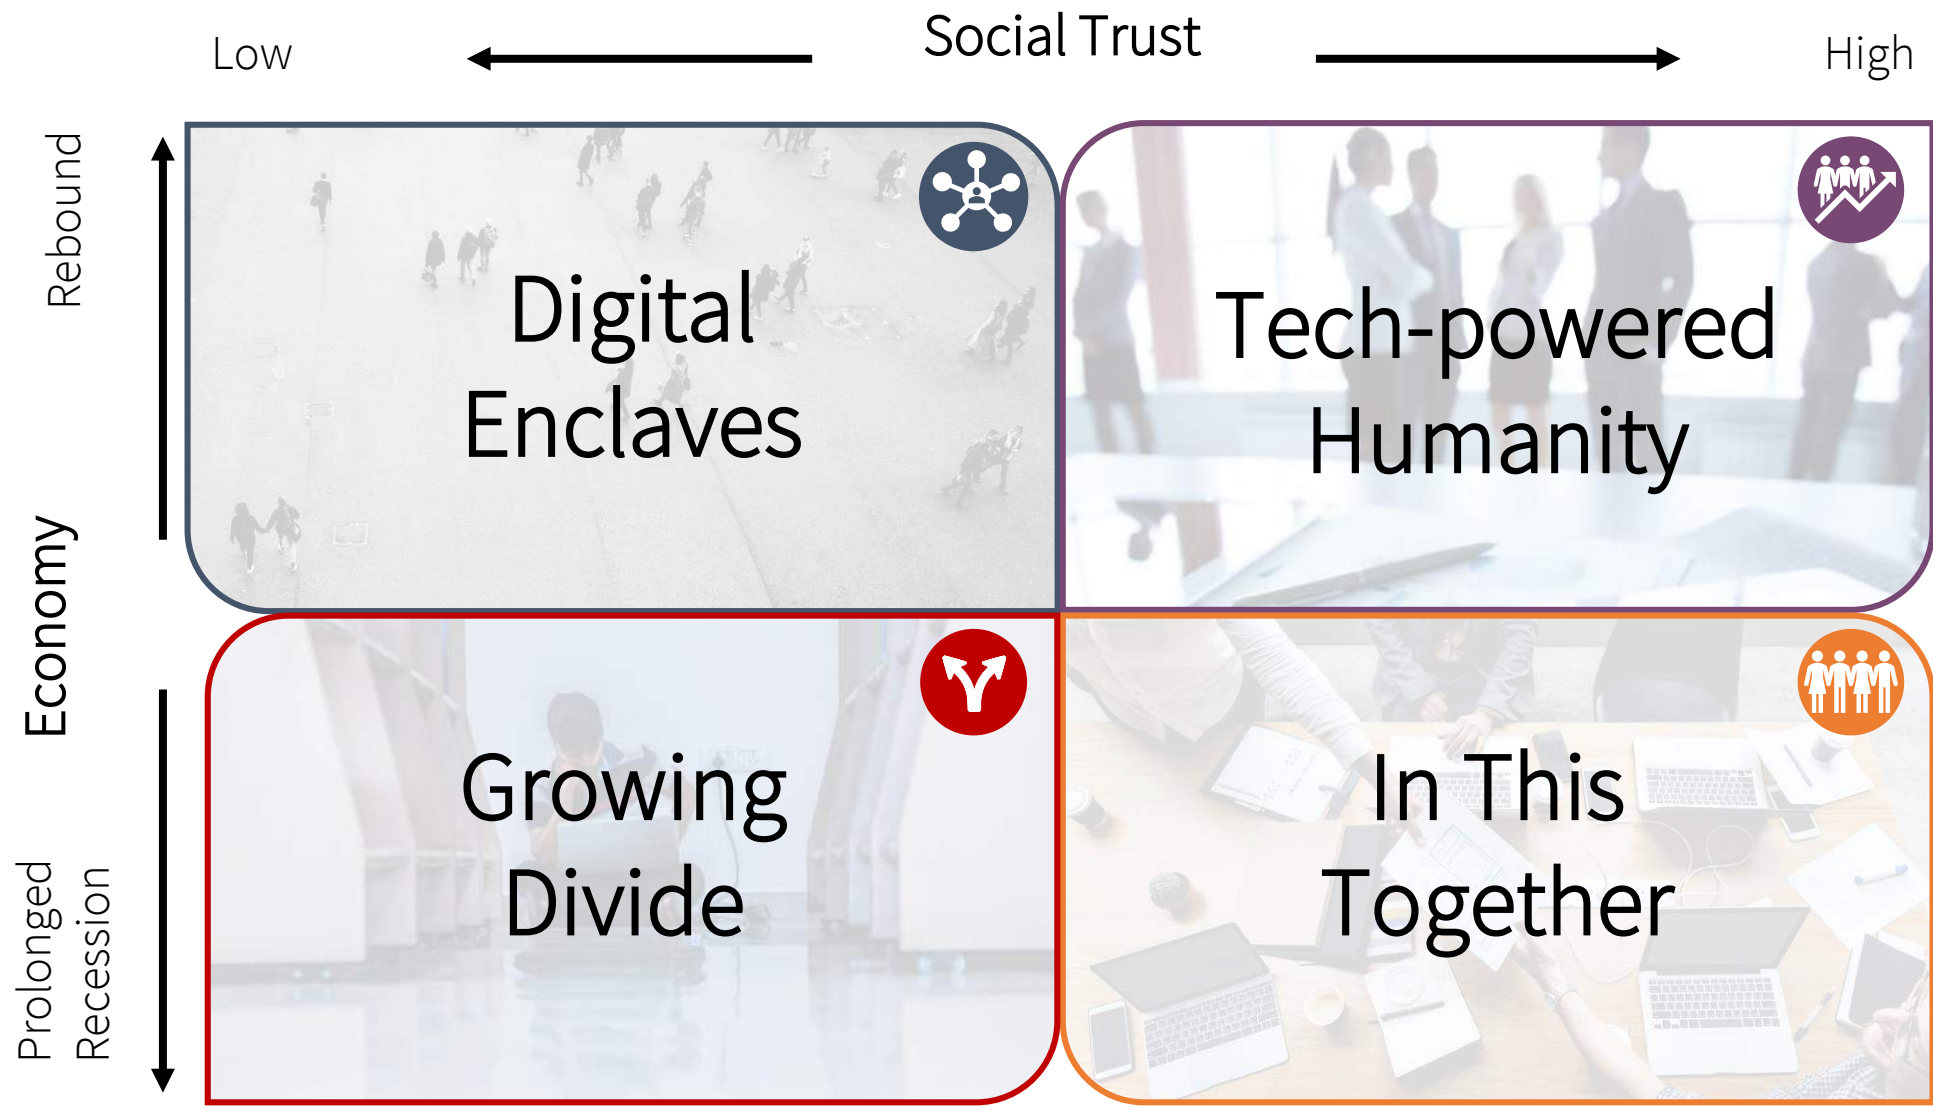 Social Trust
Low
High
Rebound
Economy
Prolonged
Recession
Digital
Enclaves
Tech-powered
Humanity
Growing
Divide
In This
Together